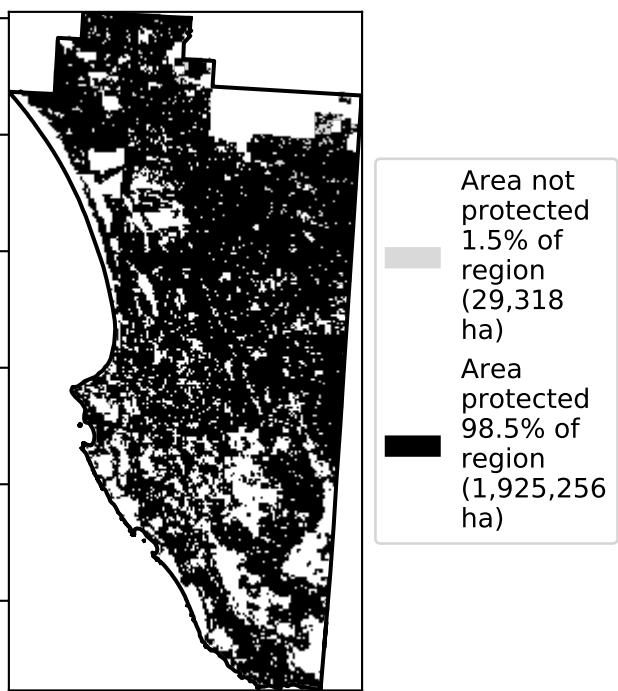 Area not
protected
1.5% of
region
(29,318
ha)
Area
protected
98.5% of
region
(1,925,256
ha)